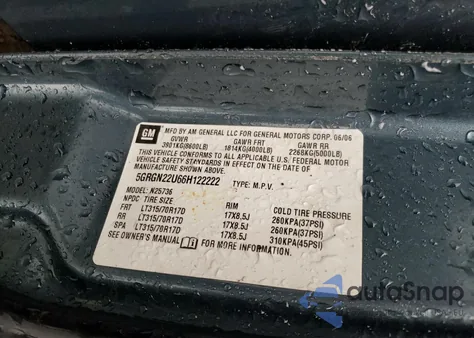 GM
MFD BY AM GENERAL LLC FOR GENERAL MOTORS CORP. 06/06
GVWR GAWR FRT GAWR RR
3901KG(8600LB) 1814KG(4000LB) 2268KG(5000LB)
THIS VEHICLE CONFORMS TO ALL APPLICABLE U.S. FEDERAL MOTOR
VEHICLE SAFETY STANDARDS IN EFFECT ON THE DATE OF
MANUFACTURE SHOWN ABOVE.
5GRGN22U66H122222 TYPE: M.P.V.
MODEL: N25736
NPDC TIRE SIZE RIM COLD TIRE PRESSURE
FRT LT315/70R17D 17X8.5J 260KPA(37PSI)
RR LT315/70R17D 17X8.5J 260KPA(37PSI)
SPA LT315/70R17D 17X8.5J 310KPA(45PSI)
SEE OWNER'S MANUAL FOR MORE INFORMATION
autoSnap